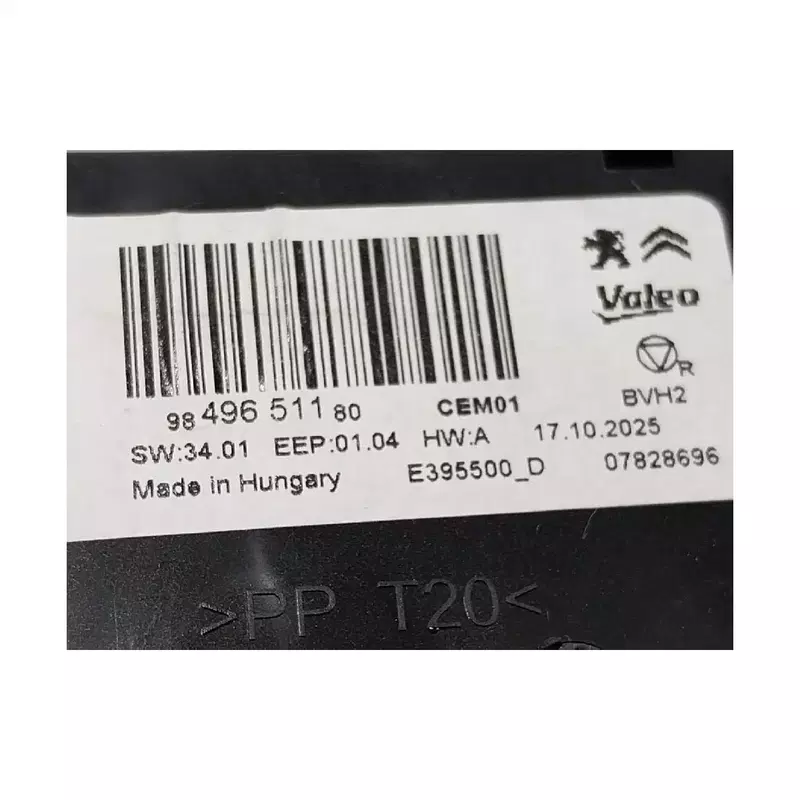 Valeo
R
BVH2
98 496 511 80 CEM01
SW:34.01 EEP:01.04 HW:A 17.10.2025
Made in Hungary E395500_D 07828696
>PP T20<